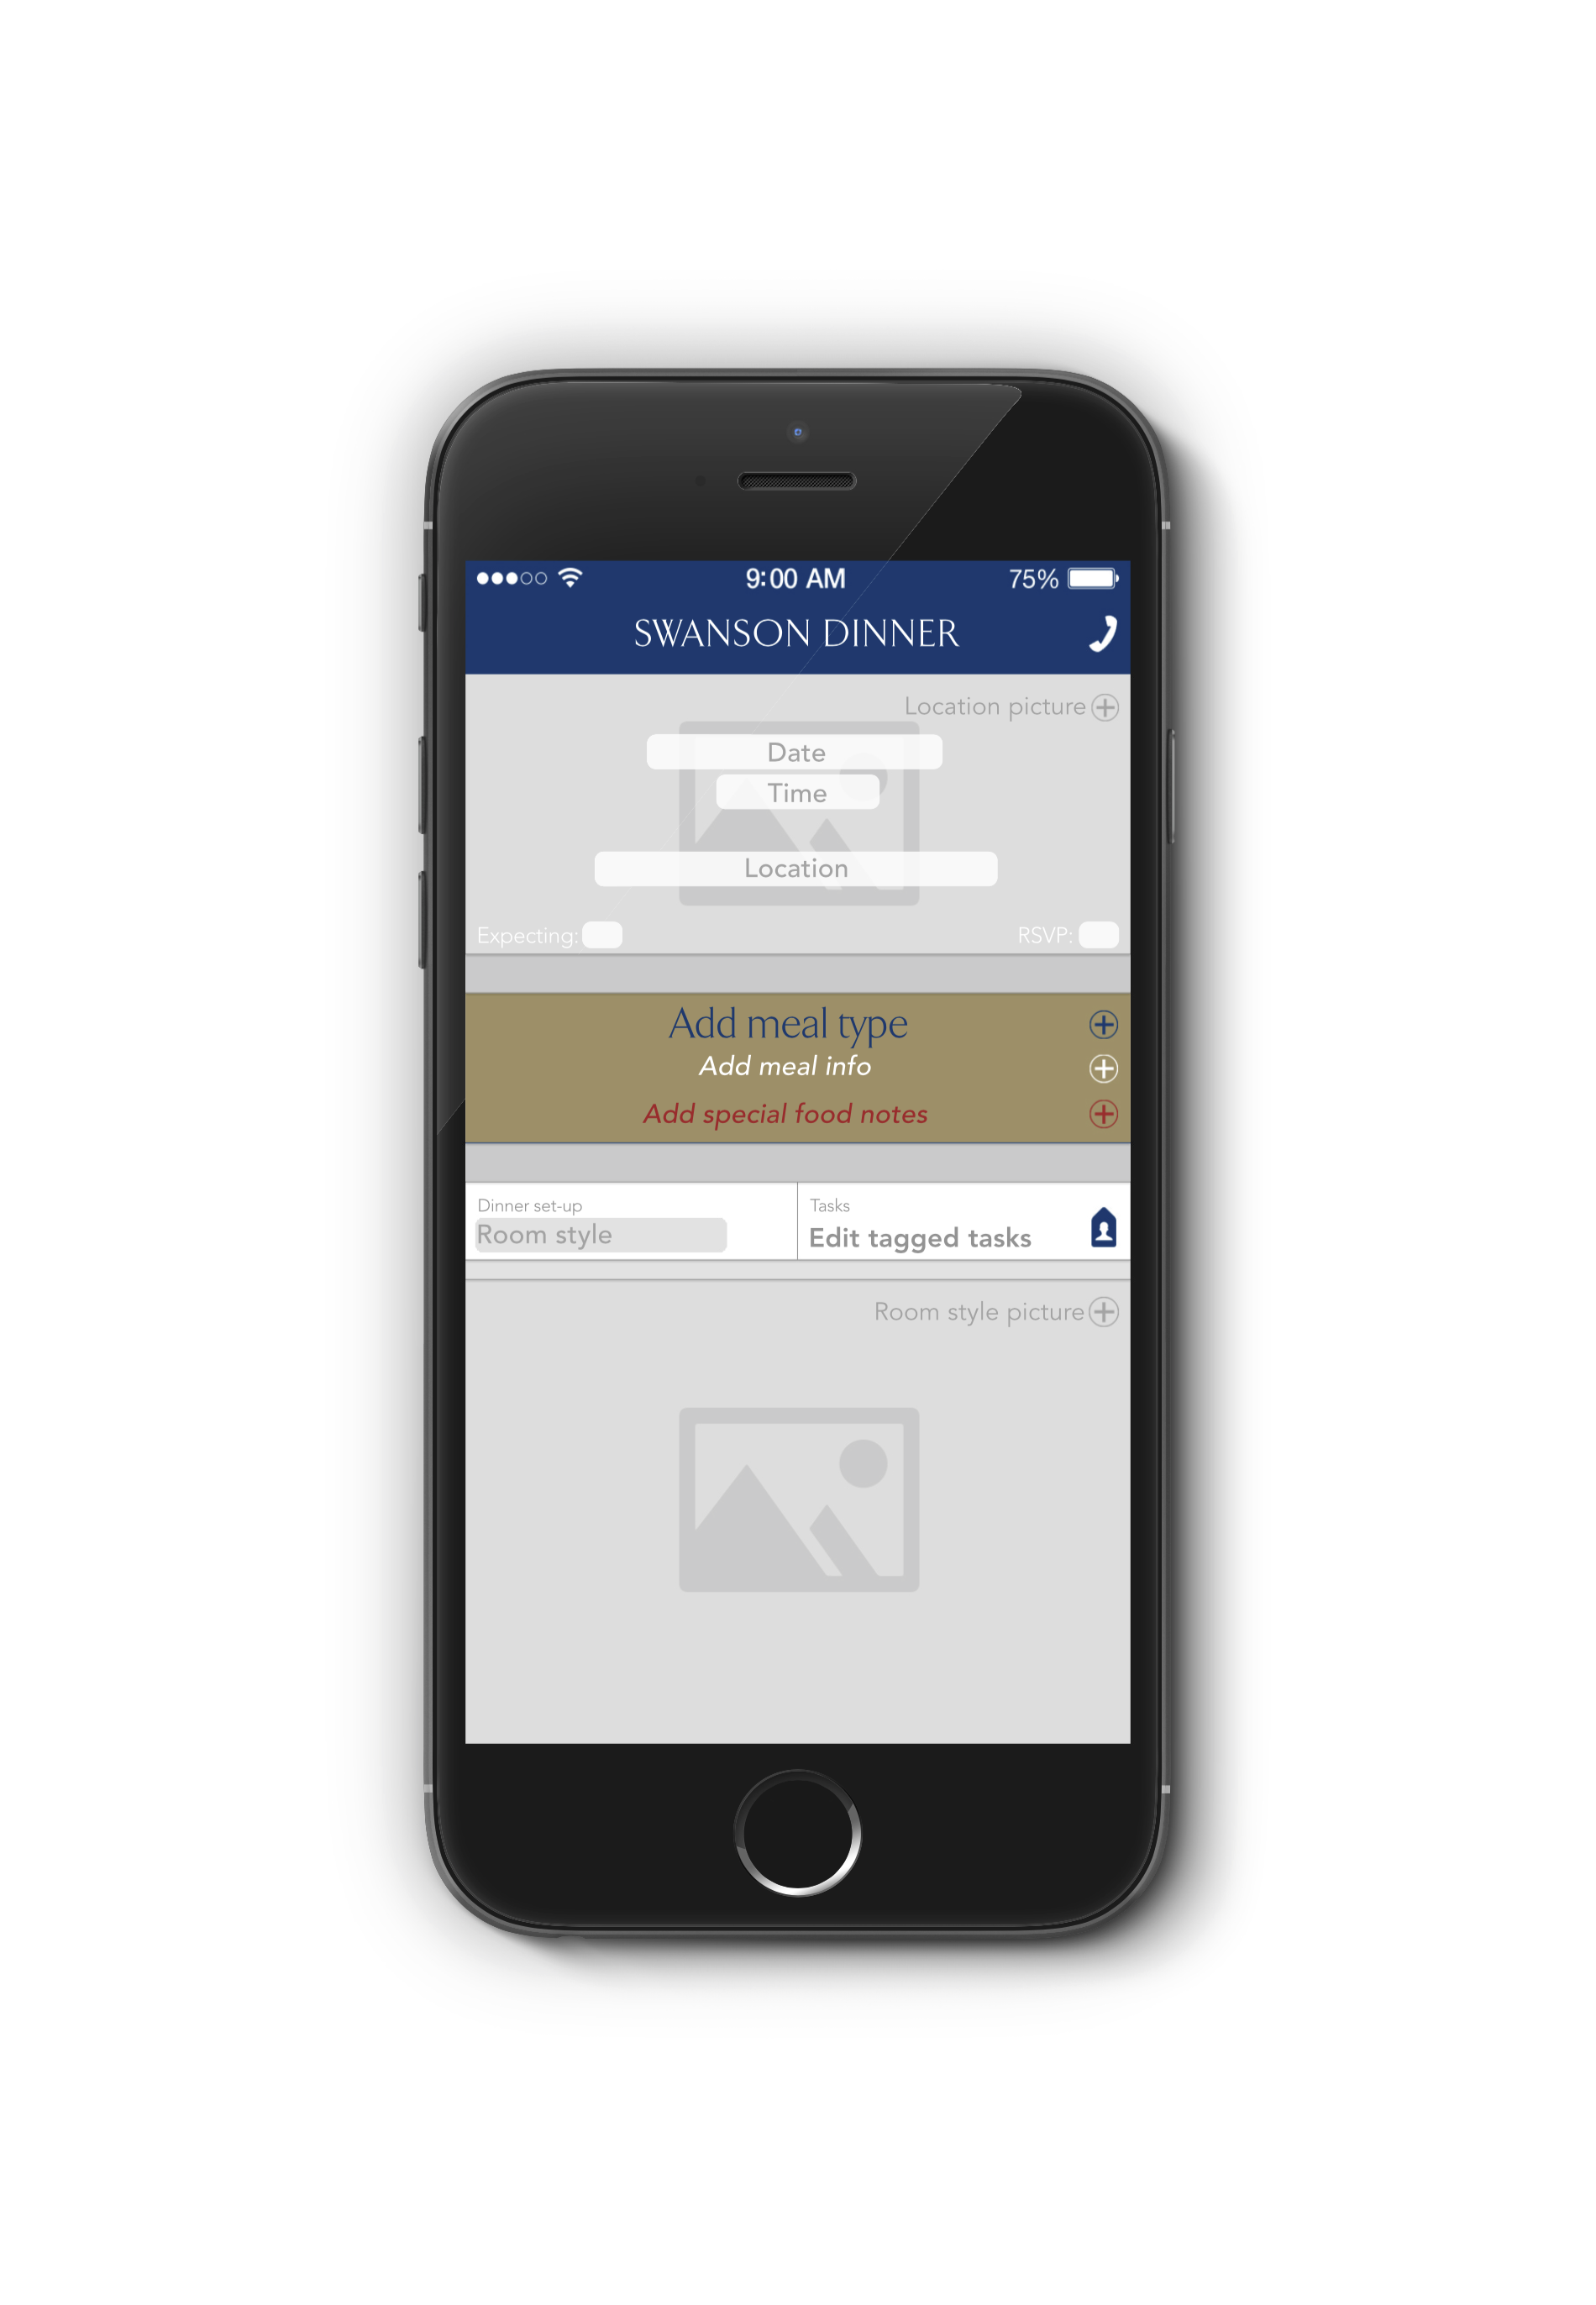 9:00 AM 75%
SWANSON DINNER
Location picture
Date
Time
Location
Expecting: RSVP:
Add meal type
Add meal info
Add special food notes
Dinner set-up Tasks
Room style Edit tagged tasks
Room style picture